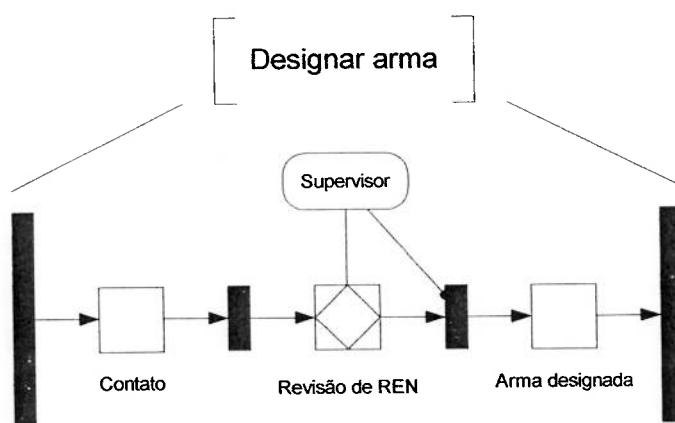 Designar arma
Supervisor
Contato
Revisão de REN
Arma designada